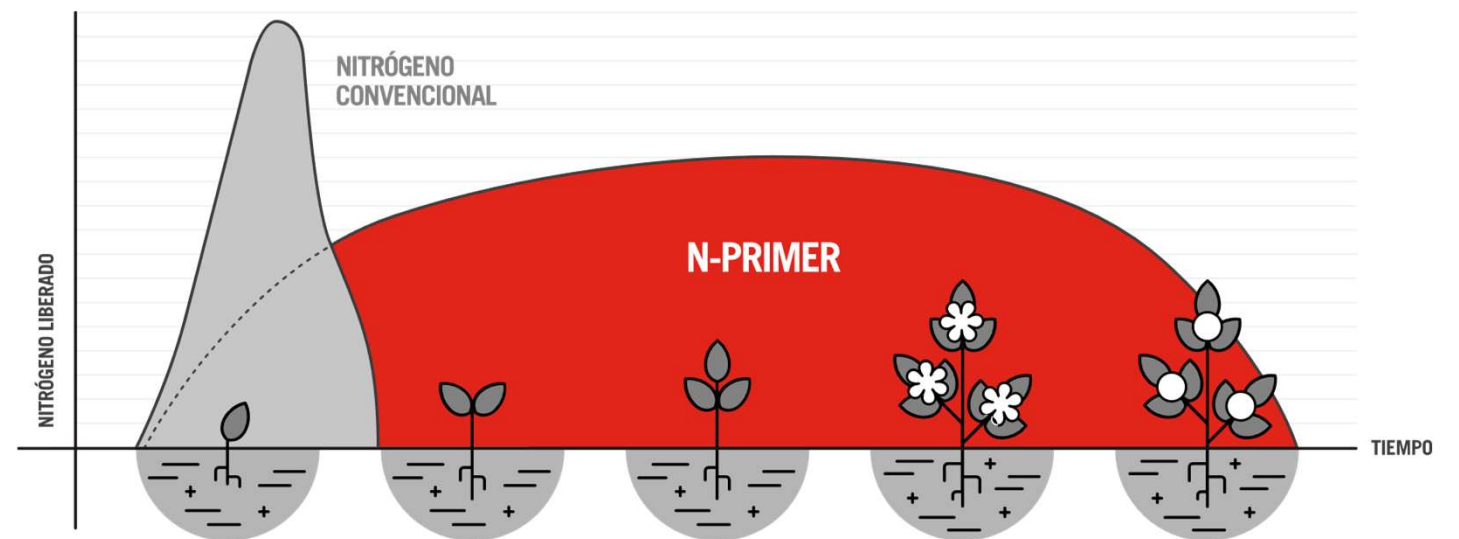 NITRÓGENO
CONVENCIONAL
N-PRIMER
NITRÓGENO LIBERADO
TIEMPO